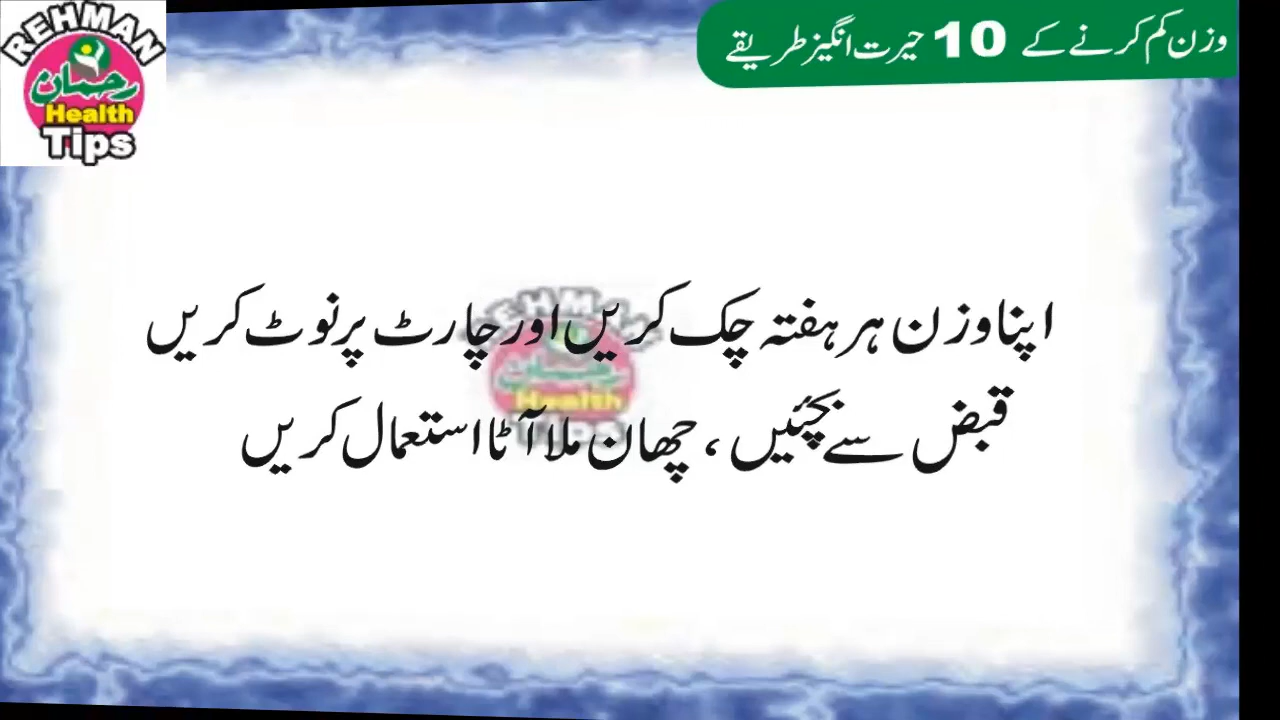 REHMAN
رحمان
Health
Tips
وزن کم کرنے کے 10 حیرت انگیز طریقے
اپنا وزن ہر ہفتہ چک کریں اور چارٹ پر نوٹ کریں
قبض سے بچئیں ، چھان ملا آٹا استعمال کریں